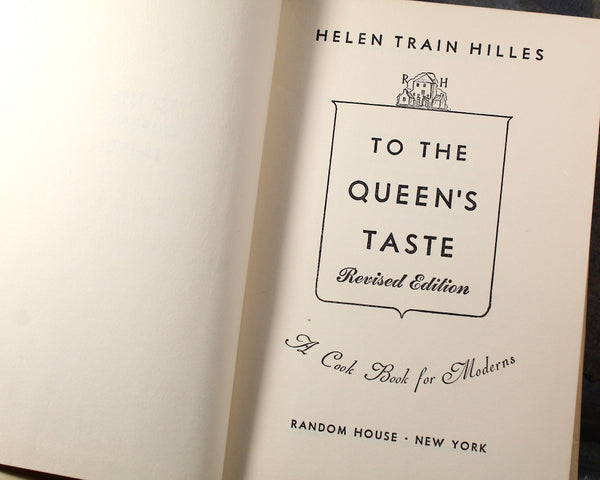 HELEN TRAIN HILLES
R H
TO THE
QUEEN'S
TASTE
Revised Edition
A Cook Book for Moderns
RANDOM HOUSE · NEW YORK